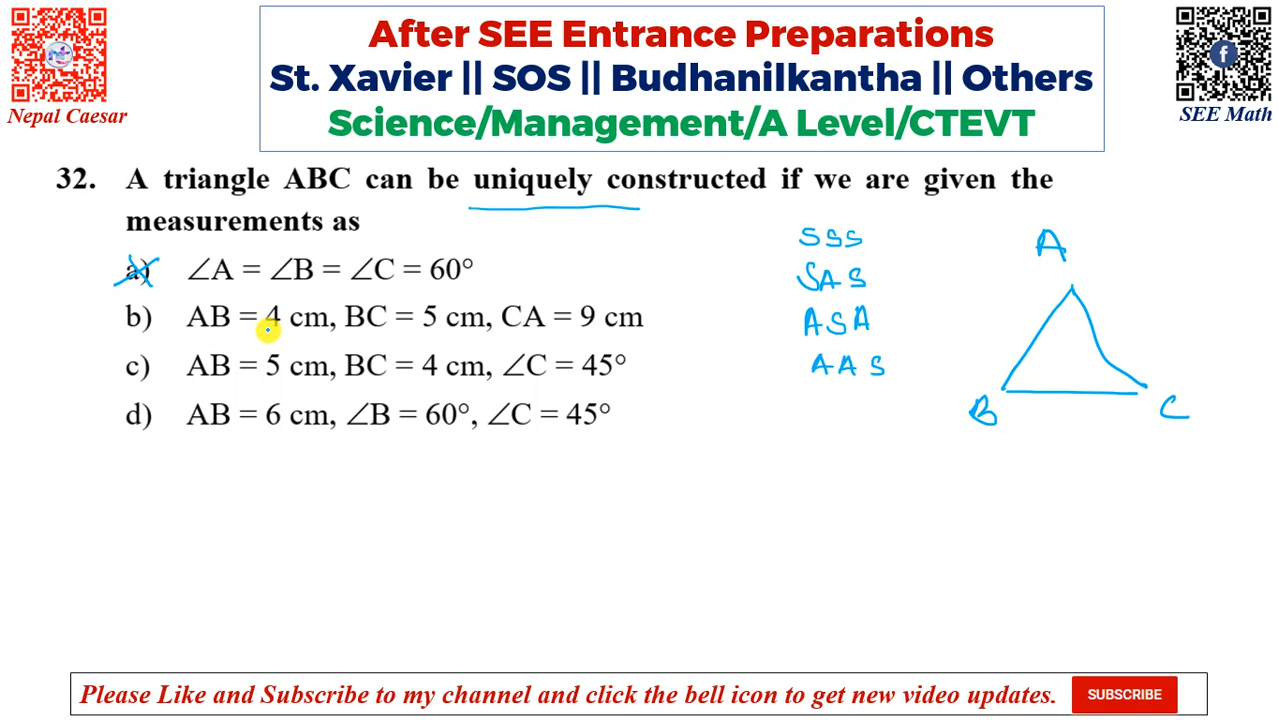 After SEE Entrance Preparations
St. Xavier || SOS || Budhanilkantha || Others
Science/Management/A Level/CTEVT
Nepal Caesar
SEE Math
32. A triangle ABC can be uniquely constructed if we are given the
measurements as
a) ∠A = ∠B = ∠C = 60°
b) AB = 4 cm, BC = 5 cm, CA = 9 cm
c) AB = 5 cm, BC = 4 cm, ∠C = 45°
d) AB = 6 cm, ∠B = 60°, ∠C = 45°
SSS
SAS
ASA
AAS
A
B
C
Please Like and Subscribe to my channel and click the bell icon to get new video updates.
SUBSCRIBE